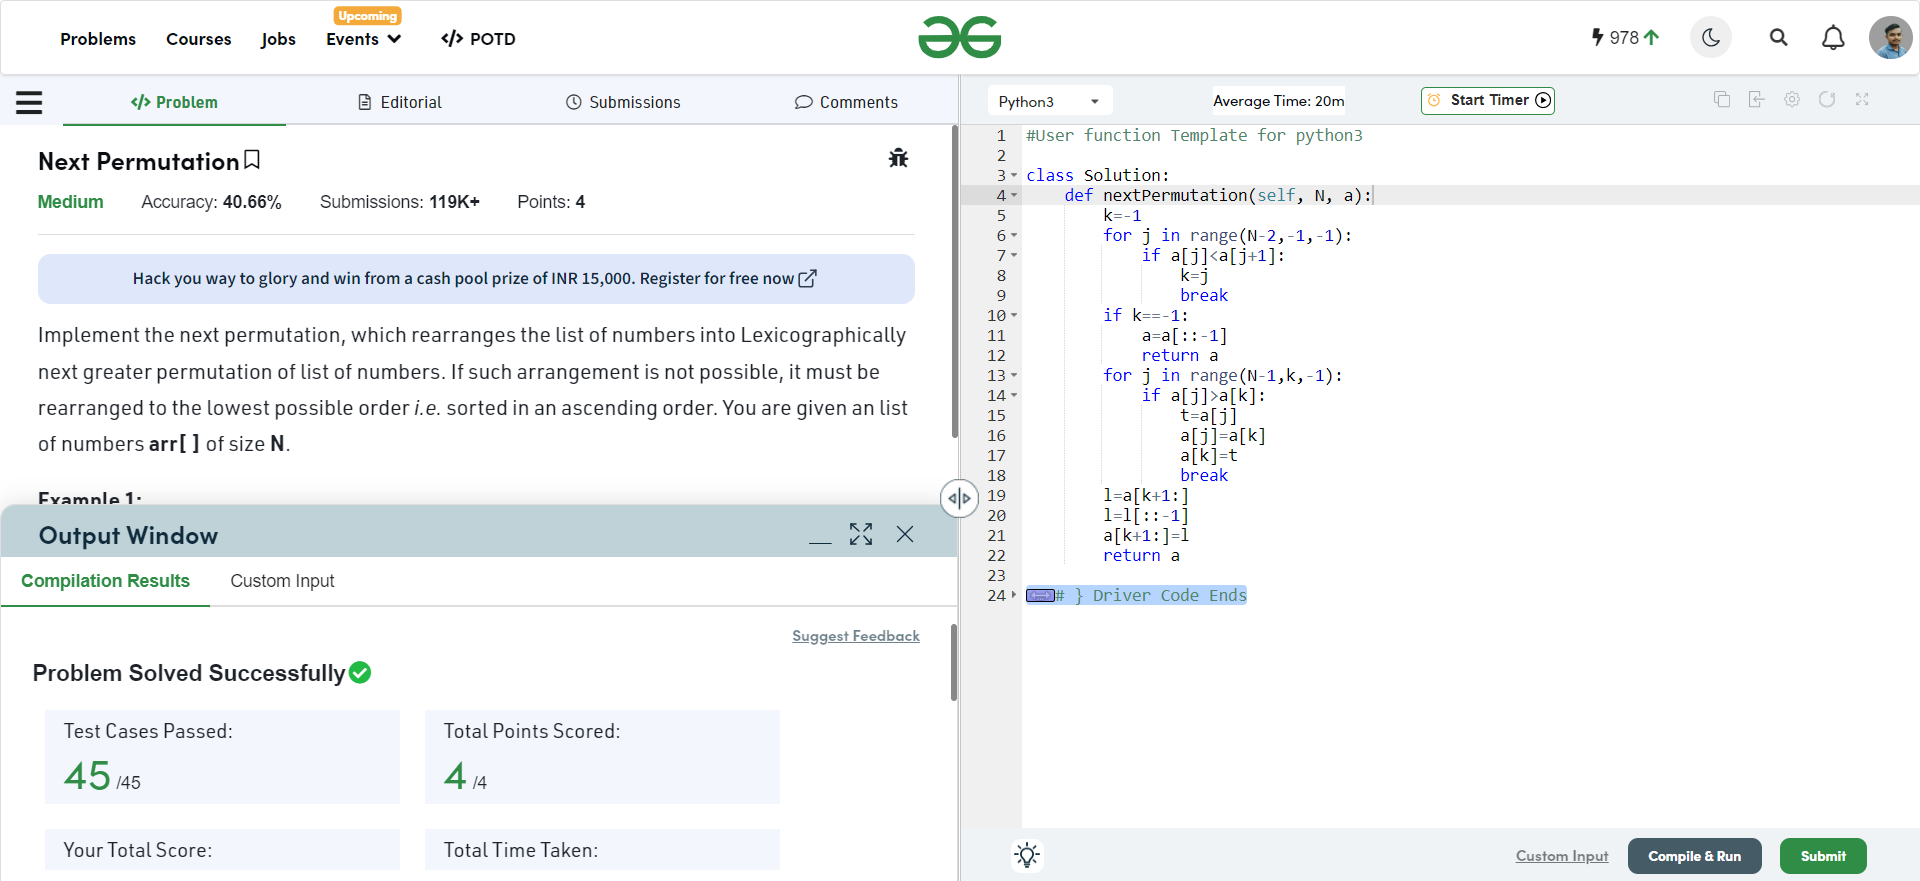 Problems Courses Jobs Events Upcoming POTD
978
Problem Editorial Submissions Comments
Next Permutation
Medium Accuracy: 40.66% Submissions: 119K+ Points: 4
Hack you way to glory and win from a cash pool prize of INR 15,000. Register for free now
Implement the next permutation, which rearranges the list of numbers into Lexicographically
next greater permutation of list of numbers. If such arrangement is not possible, it must be
rearranged to the lowest possible order i.e. sorted in an ascending order. You are given an list
of numbers arr[ ] of size N.
Example 1:
Output Window
Compilation Results Custom Input
Suggest Feedback
Problem Solved Successfully
Test Cases Passed:
45 /45
Total Points Scored:
4 /4
Your Total Score:
Total Time Taken:
Python3 Average Time: 20m Start Timer
1 #User function Template for python3
2
3 class Solution:
4     def nextPermutation(self, N, a):
5         k=-1
6         for j in range(N-2,-1,-1):
7             if a[j]<a[j+1]:
8                 k=j
9                 break
10         if k==-1:
11             a=a[::-1]
12             return a
13         for j in range(N-1,k,-1):
14             if a[j]>a[k]:
15                 t=a[j]
16                 a[j]=a[k]
17                 a[k]=t
18                 break
19         l=a[k+1:]
20         l=l[::-1]
21         a[k+1:]=l
22         return a
23
24 # } Driver Code Ends
Custom Input Compile & Run Submit